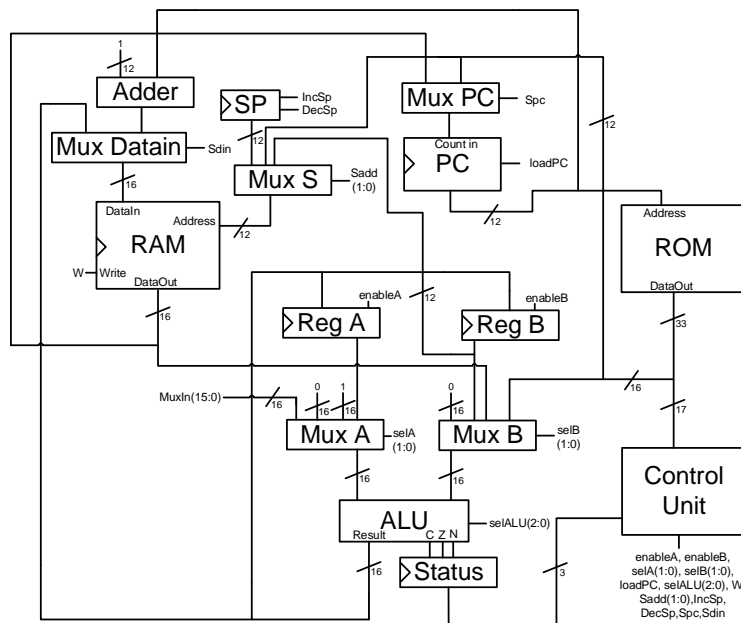 1
12
Adder
Mux Datain
Sdin
16
SP
IncSp
DecSp
12
Mux S
Sadd
(1:0)
Mux PC
Spc
Count in
PC
loadPC
12
12
DataIn
Address
RAM
12
W
Write
DataOut
16
Address
ROM
DataOut
33
enableA
Reg A
12
enableB
Reg B
MuxIn(15:0)
16
0
16
1
16
Mux A
selA
(1:0)
0
16
Mux B
selB
(1:0)
16
17
16
16
ALU
Result
C Z N
selALU(2:0)
16
Status
3
Control
Unit
enableA, enableB,
selA(1:0), selB(1:0),
loadPC, selALU(2:0), W
Sadd(1:0),IncSp,
DecSp,Spc,Sdin